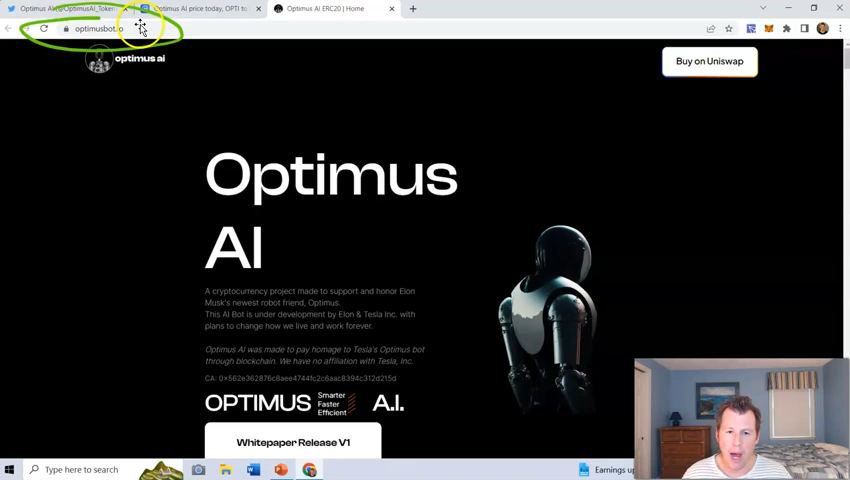 Optimus AI (@OptimusAI_Token
Optimus AI price today, OPTI to
Optimus AI ERC20 | Home
optimusbot.io
optimus ai
Buy on Uniswap
Optimus
AI
A cryptocurrency project made to support and honor Elon
Musk's newest robot friend, Optimus.
This AI Bot is under development by Elon & Tesla Inc. with
plans to change how we live and work forever.
Optimus AI was made to pay homage to Tesla's Optimus bot
through blockchain. We have no affiliation with Tesla, Inc.
CA: 0x562e362876c8aee4744fc2c6aac8394c312d215d
OPTIMUS
Smarter
Faster
Efficient
A.I.
Whitepaper Release V1
Type here to search
Earnings up